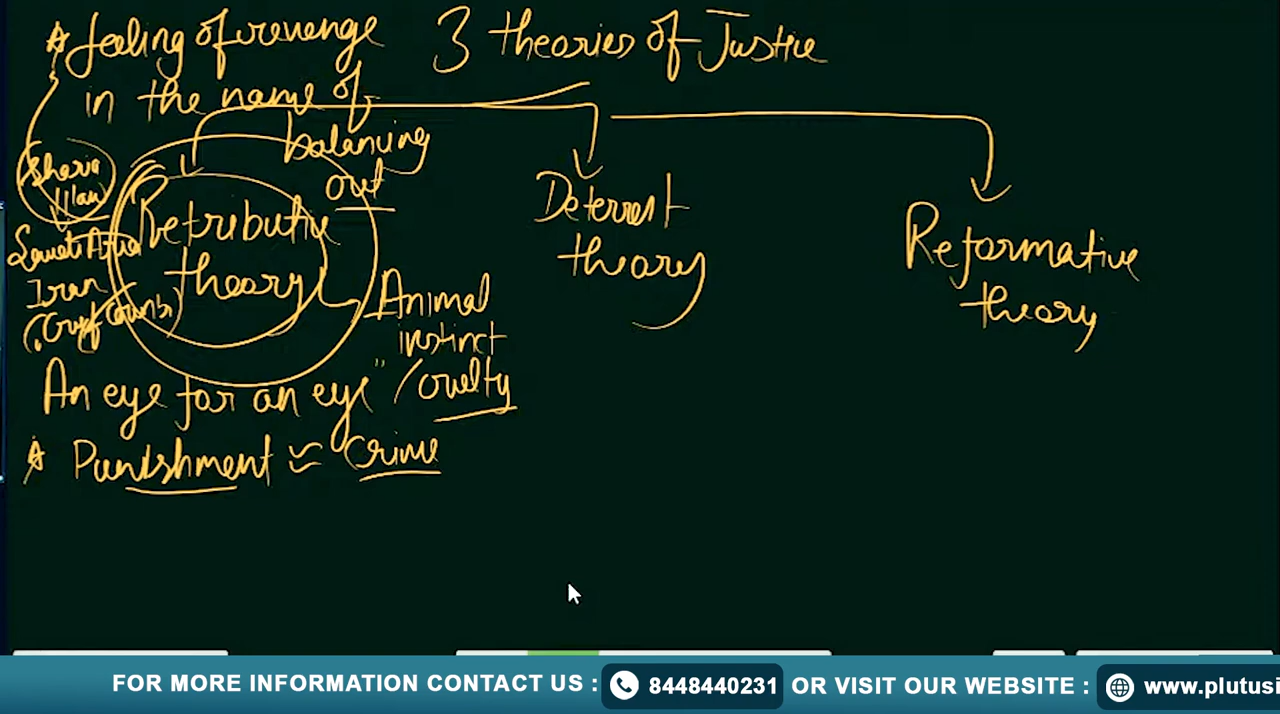 3 theories of Justice
* feeling of revenge
in the name of
balancing
out
Sharia
law
Iran
Retributive
theory
Animal
instinct
/ cruelty
An eye for an eye"
* Punishment ≈ Crime
Deterrent
theory
Reformative
theory
FOR MORE INFORMATION CONTACT US : 8448440231 OR VISIT OUR WEBSITE : www.plutusi